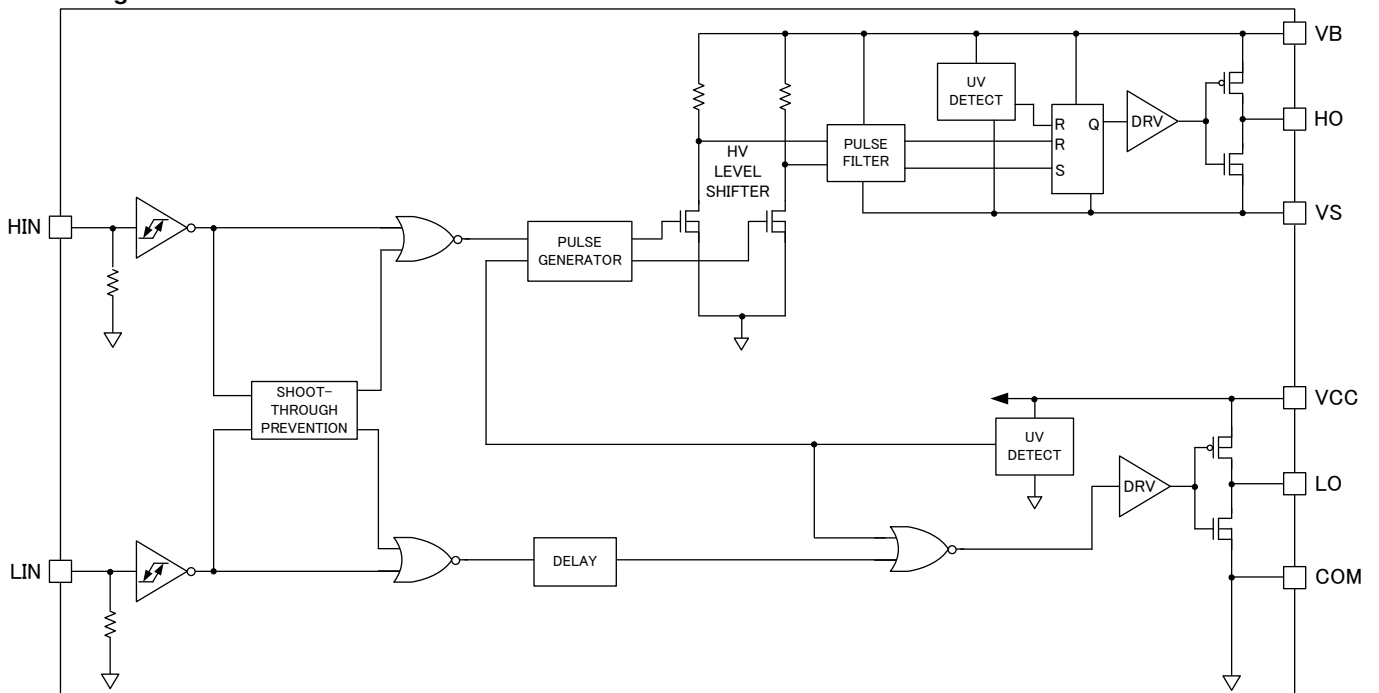 g
VB
UV
DETECT
R
Q
DRV
HO
R
PULSE
FILTER
S
HV
LEVEL
SHIFTER
VS
HIN
PULSE
GENERATOR
SHOOT-
THROUGH
PREVENTION
VCC
UV
DETECT
DRV
LO
LIN
DELAY
COM